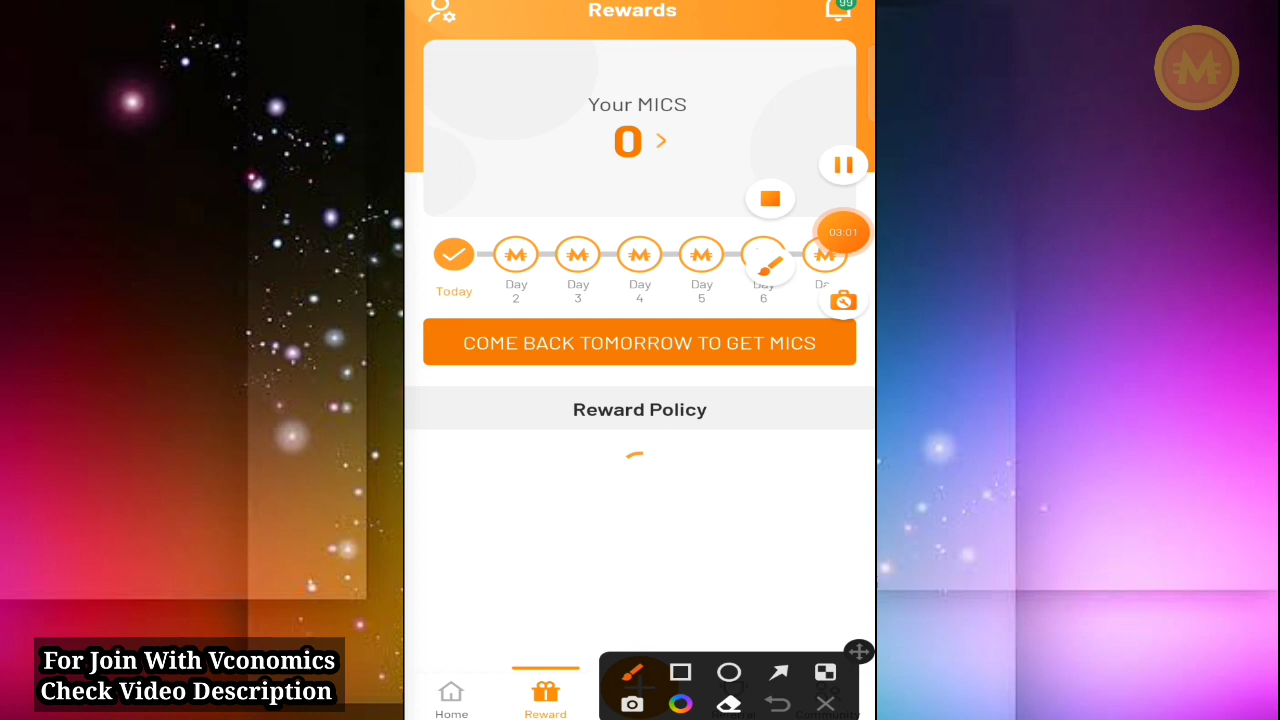 99
Rewards
Your MICS
0
03:01
Today
Day
2
Day
3
Day
4
Day
5
Day
6
COME BACK TOMORROW TO GET MICS
Reward Policy
For Join With Vconomics
Check Video Description
Home
Reward